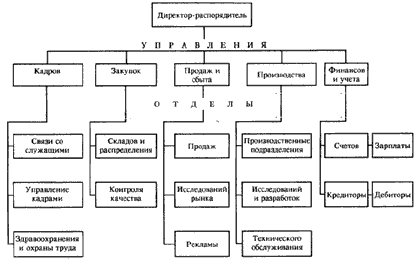 Директор-распорядитель
УПРАВЛЕНИЯ
Кадров
Закупок
Продаж и
сбыта
Производства
Финансов
и учета
ОТДЕЛЫ
Связи со
служащими
Складов и
распределения
Продаж
Производственные
подразделения
Счетов
Зарплаты
Управление
кадрами
Контроля
качества
Исследований
рынка
Исследований
и разработок
Кредиторы
Дебиторы
Здравоохранения
и охраны труда
Рекламы
Технического
обслуживания